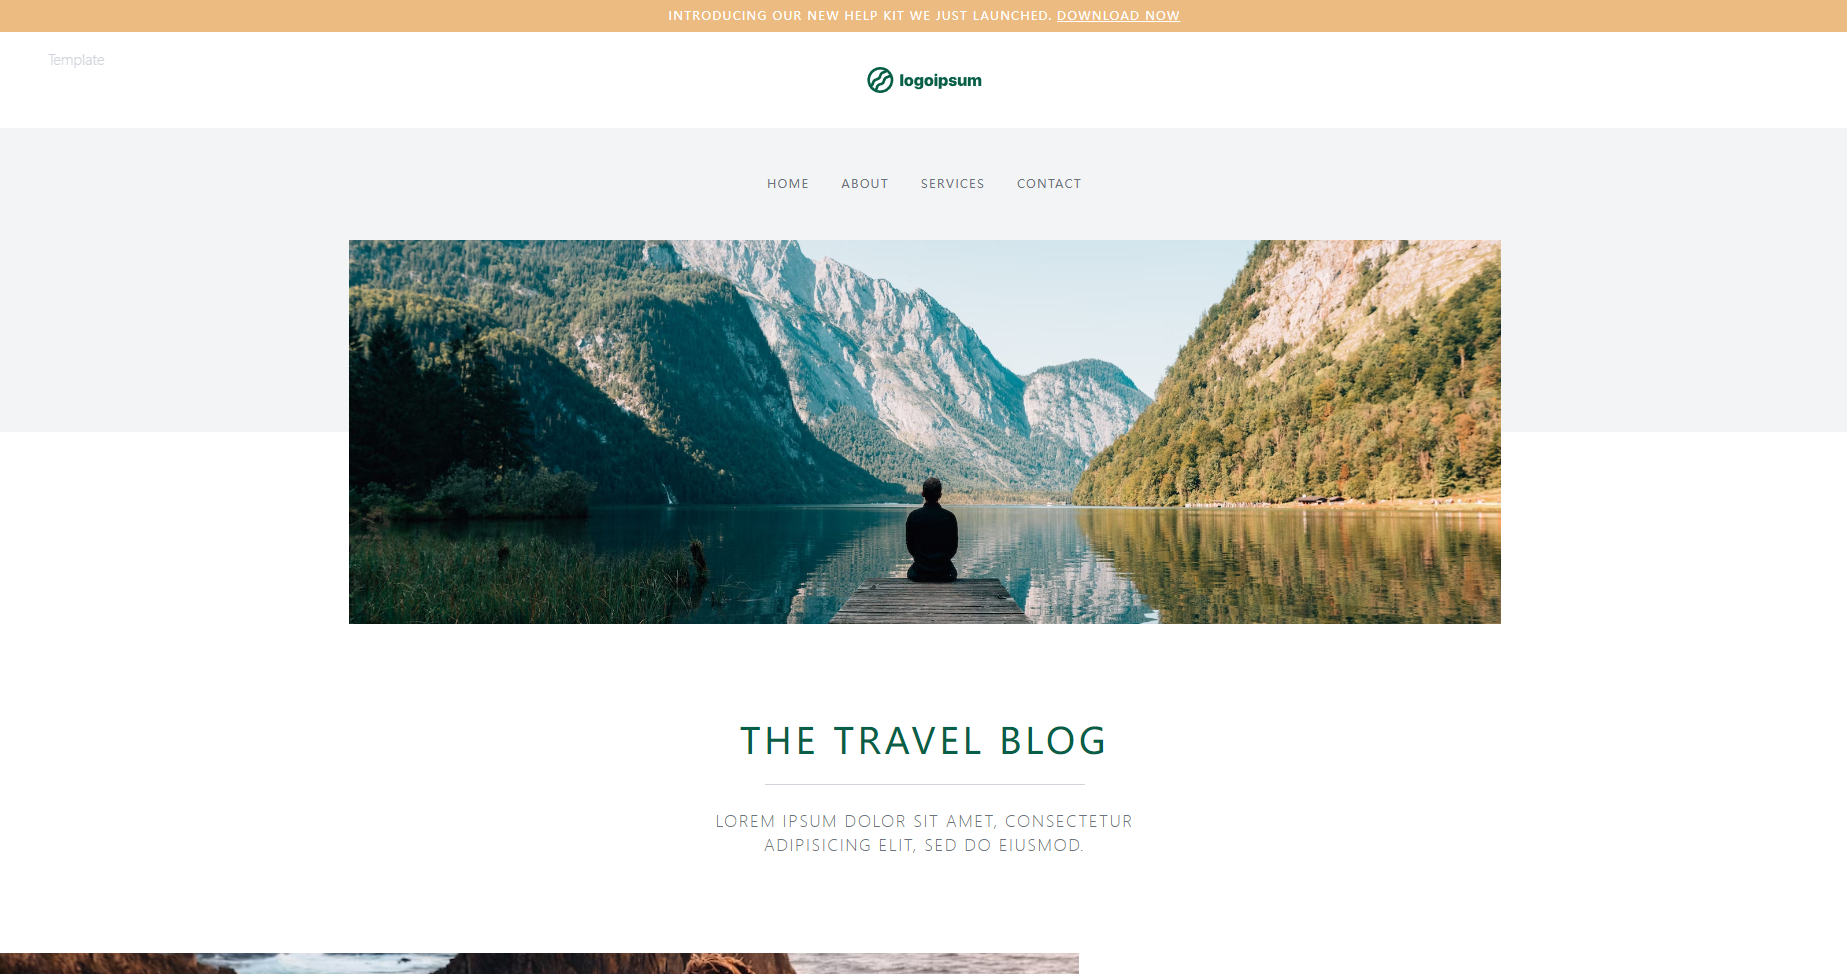 INTRODUCING OUR NEW HELP KIT WE JUST LAUNCHED. DOWNLOAD NOW
Template
logoipsum
HOME ABOUT SERVICES CONTACT
THE TRAVEL BLOG
LOREM IPSUM DOLOR SIT AMET, CONSECTETUR
ADIPISICING ELIT, SED DO EIUSMOD.